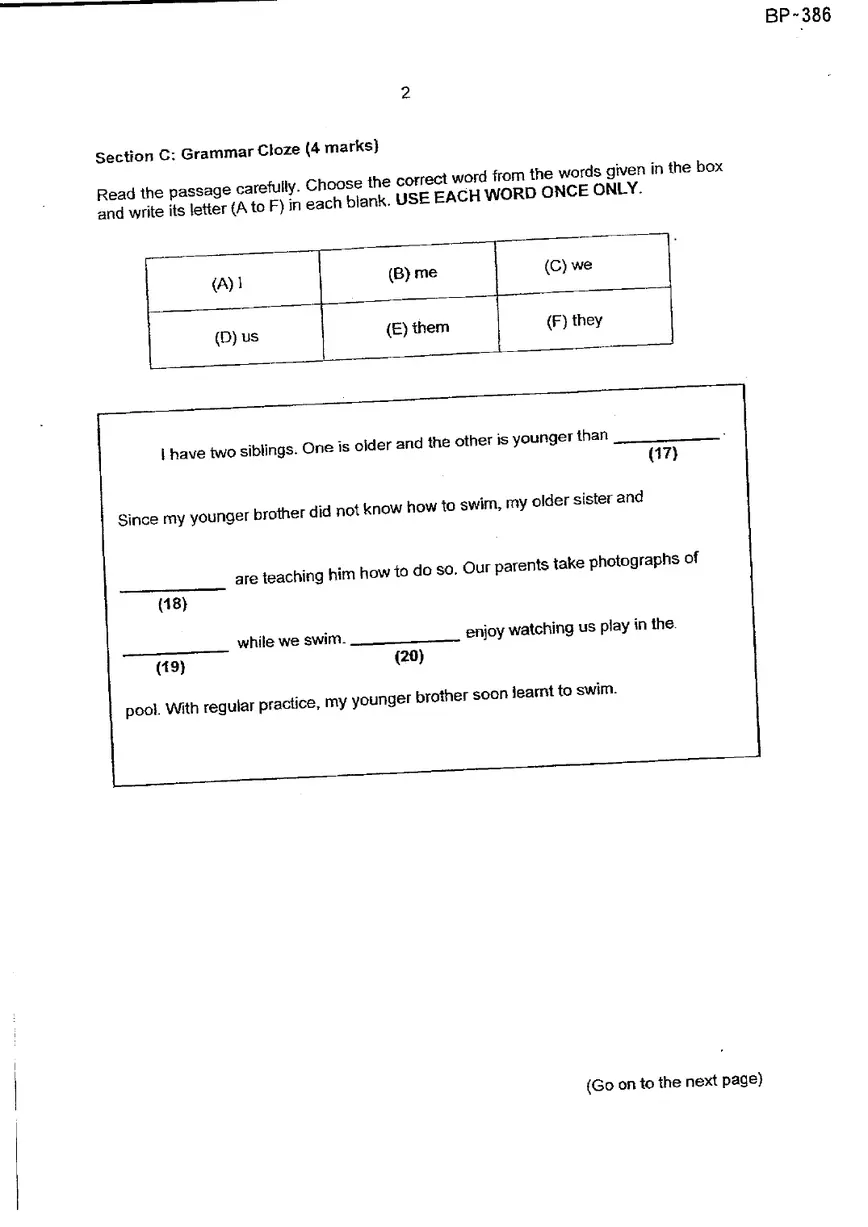 BP-386
2
Section C: Grammar Cloze (4 marks)
Read the passage carefully. Choose the correct word from the words given in the box
and write its letter (A to F) in each blank. USE EACH WORD ONCE ONLY.
(A) I (B) me (C) we
(D) us (E) them (F) they
I have two siblings. One is older and the other is younger than __________.
(17)
Since my younger brother did not know how to swim, my older sister and
__________ are teaching him how to do so. Our parents take photographs of
(18)
__________ while we swim. __________ enjoy watching us play in the
(19) (20)
pool. With regular practice, my younger brother soon learnt to swim.
(Go on to the next page)